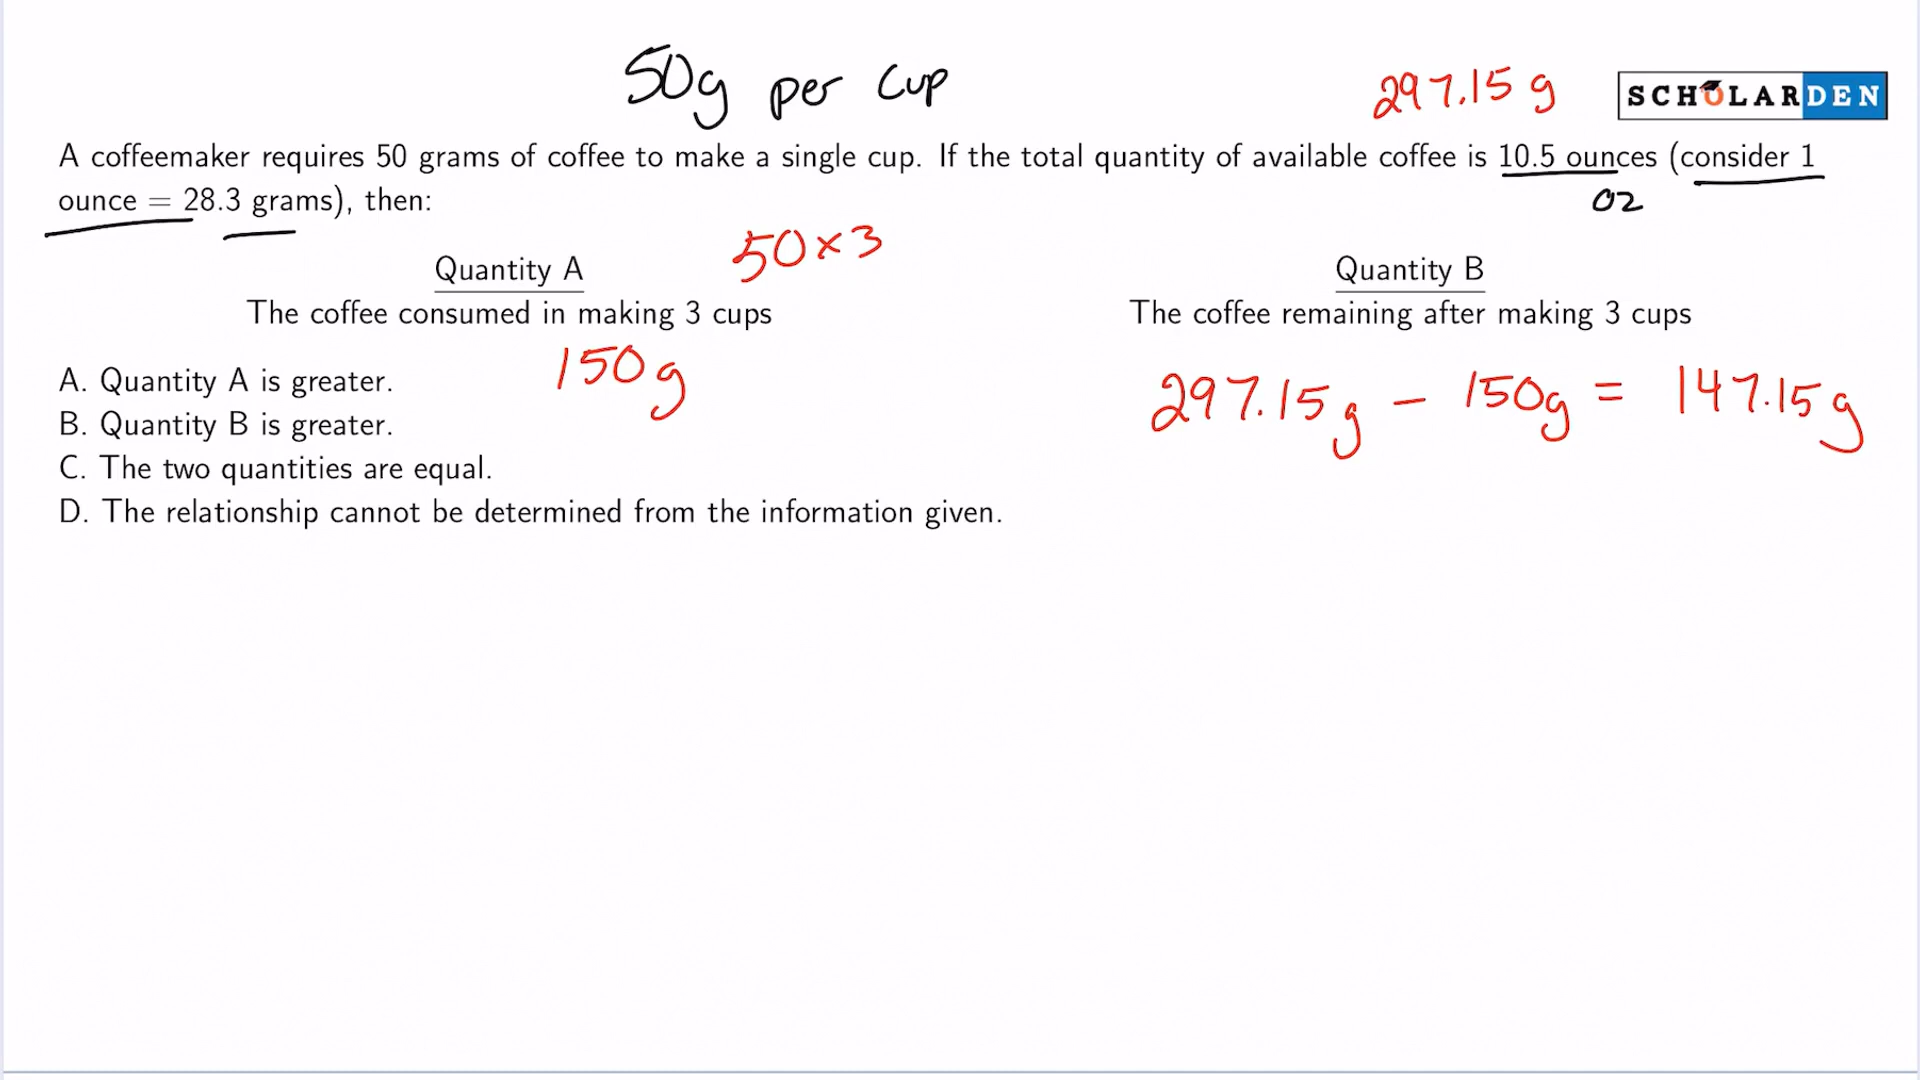 50g per cup
297.15 g
SCHOLARDEN
A coffeemaker requires 50 grams of coffee to make a single cup. If the total quantity of available coffee is 10.5 ounces (consider 1
ounce = 28.3 grams), then:
oz
50 × 3
Quantity A
The coffee consumed in making 3 cups
150g
Quantity B
The coffee remaining after making 3 cups
297.15g - 150g = 147.15g
A. Quantity A is greater.
B. Quantity B is greater.
C. The two quantities are equal.
D. The relationship cannot be determined from the information given.